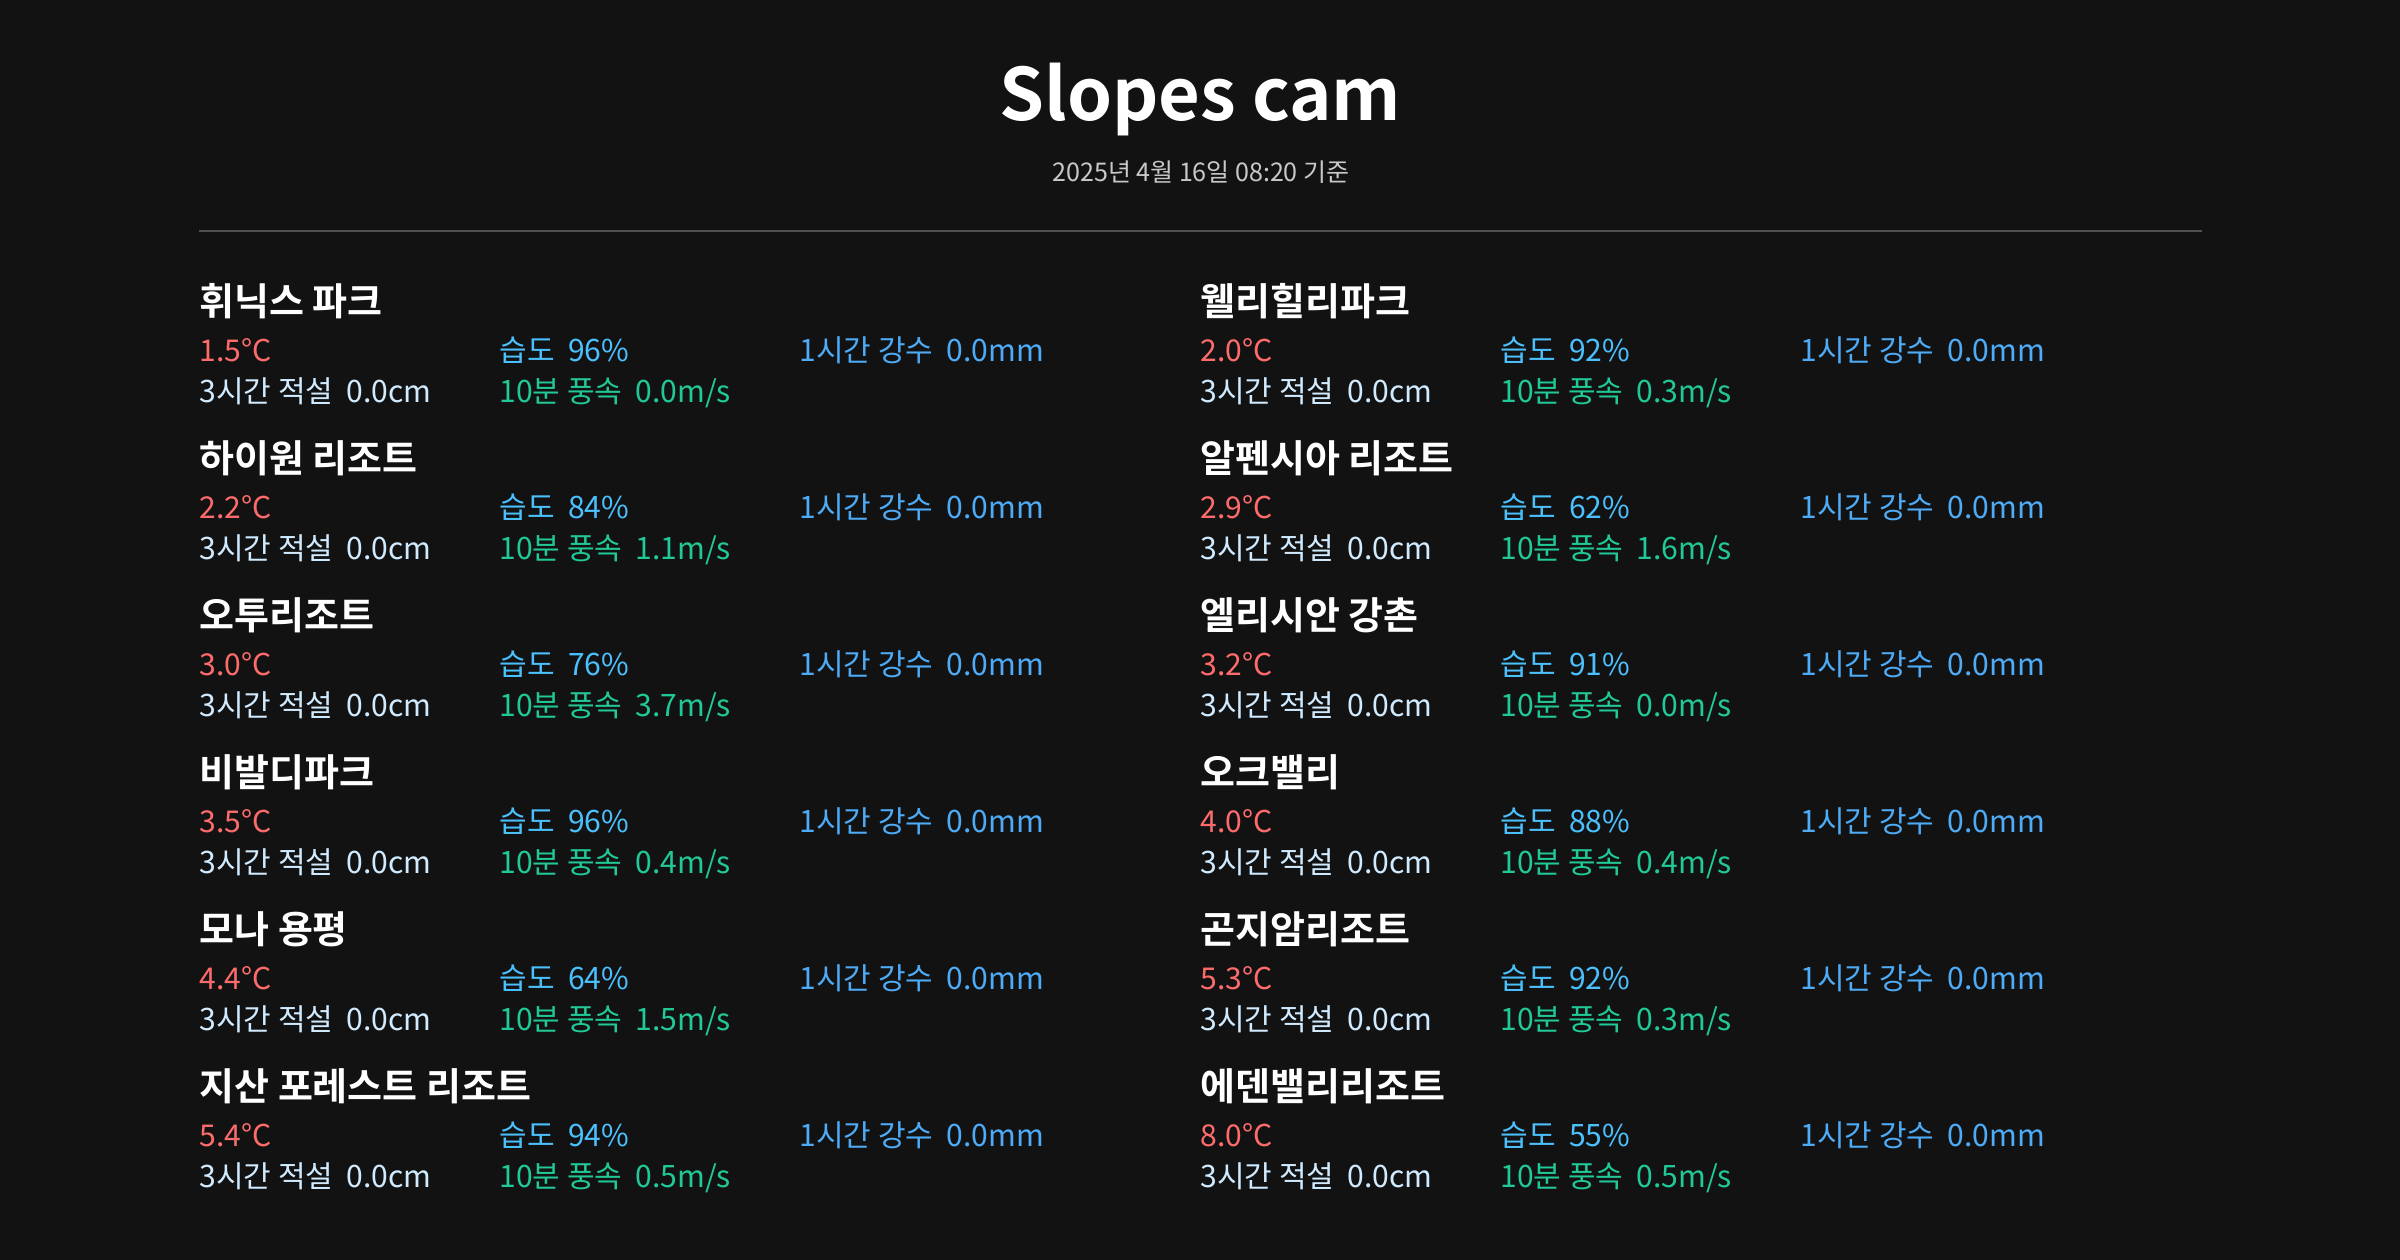 Slopes cam
2025년 4월 16일 08:20 기준
휘닉스 파크
1.5°C 습도 96% 1시간 강수 0.0mm
3시간 적설 0.0cm 10분 풍속 0.0m/s
웰리힐리파크
2.0°C 습도 92% 1시간 강수 0.0mm
3시간 적설 0.0cm 10분 풍속 0.3m/s
하이원 리조트
2.2°C 습도 84% 1시간 강수 0.0mm
3시간 적설 0.0cm 10분 풍속 1.1m/s
알펜시아 리조트
2.9°C 습도 62% 1시간 강수 0.0mm
3시간 적설 0.0cm 10분 풍속 1.6m/s
오투리조트
3.0°C 습도 76% 1시간 강수 0.0mm
3시간 적설 0.0cm 10분 풍속 3.7m/s
엘리시안 강촌
3.2°C 습도 91% 1시간 강수 0.0mm
3시간 적설 0.0cm 10분 풍속 0.0m/s
비발디파크
3.5°C 습도 96% 1시간 강수 0.0mm
3시간 적설 0.0cm 10분 풍속 0.4m/s
오크밸리
4.0°C 습도 88% 1시간 강수 0.0mm
3시간 적설 0.0cm 10분 풍속 0.4m/s
모나 용평
4.4°C 습도 64% 1시간 강수 0.0mm
3시간 적설 0.0cm 10분 풍속 1.5m/s
곤지암리조트
5.3°C 습도 92% 1시간 강수 0.0mm
3시간 적설 0.0cm 10분 풍속 0.3m/s
지산 포레스트 리조트
5.4°C 습도 94% 1시간 강수 0.0mm
3시간 적설 0.0cm 10분 풍속 0.5m/s
에덴밸리리조트
8.0°C 습도 55% 1시간 강수 0.0mm
3시간 적설 0.0cm 10분 풍속 0.5m/s